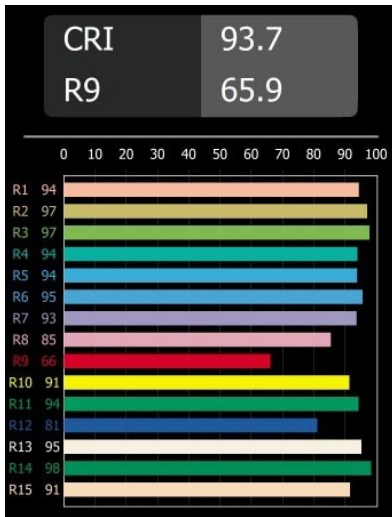 CRI 93.7
R9 65.9
0 10 20 30 40 50 60 70 80 90 100
R1 94
R2 97
R3 97
R4 94
R5 94
R6 95
R7 93
R8 85
R9 66
R10 91
R11 94
R12 81
R13 95
R14 98
R15 91